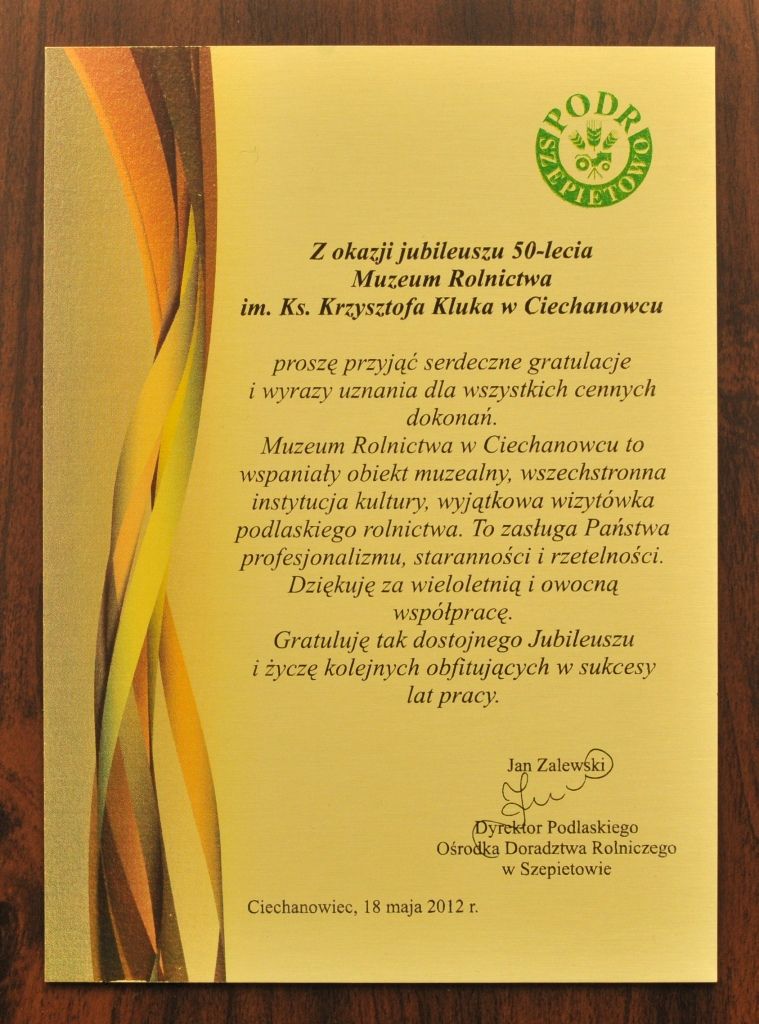 PODR
SZEPIETOWO
Z okazji jubileuszu 50-lecia
Muzeum Rolnictwa
im. Ks. Krzysztofa Kluka w Ciechanowcu
proszę przyjąć serdeczne gratulacje
i wyrazy uznania dla wszystkich cennych
dokonań.
Muzeum Rolnictwa w Ciechanowcu to
wspaniały obiekt muzealny, wszechstronna
instytucja kultury, wyjątkowa wizytówka
podlaskiego rolnictwa. To zasługa Państwa
profesjonalizmu, staranności i rzetelności.
Dziękuję za wieloletnią i owocną
współpracę.
Gratuluję tak dostojnego Jubileuszu
i życzę kolejnych obfitujących w sukcesy
lat pracy.
Jan Zalewski
Dyrektor Podlaskiego
Ośrodka Doradztwa Rolniczego
w Szepietowie
Ciechanowiec, 18 maja 2012 r.